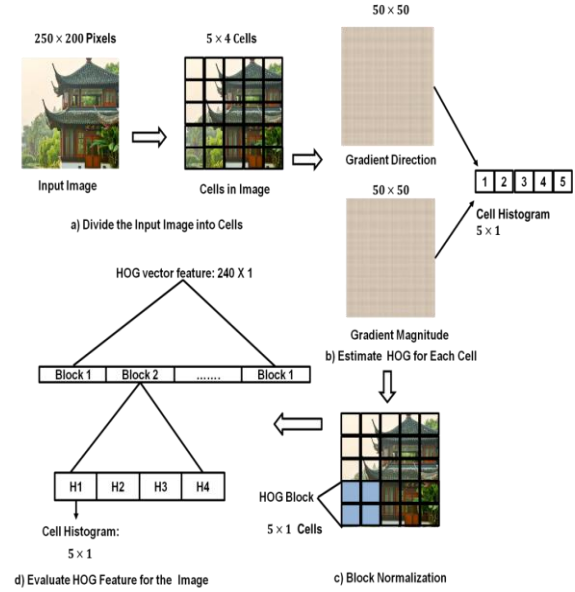 250 × 200 Pixels
5 × 4 Cells
50 × 50
Input Image
Cells in Image
Gradient Direction
a) Divide the Input Image into Cells
50 × 50
1 2 3 4 5
Cell Histogram
5 × 1
Gradient Magnitude
b) Estimate HOG for Each Cell
HOG vector feature: 240 X 1
Block 1 Block 2 ....... Block 1
H1 H2 H3 H4
Cell Histogram:
5 × 1
HOG Block
5 × 1 Cells
c) Block Normalization
d) Evaluate HOG Feature for the Image